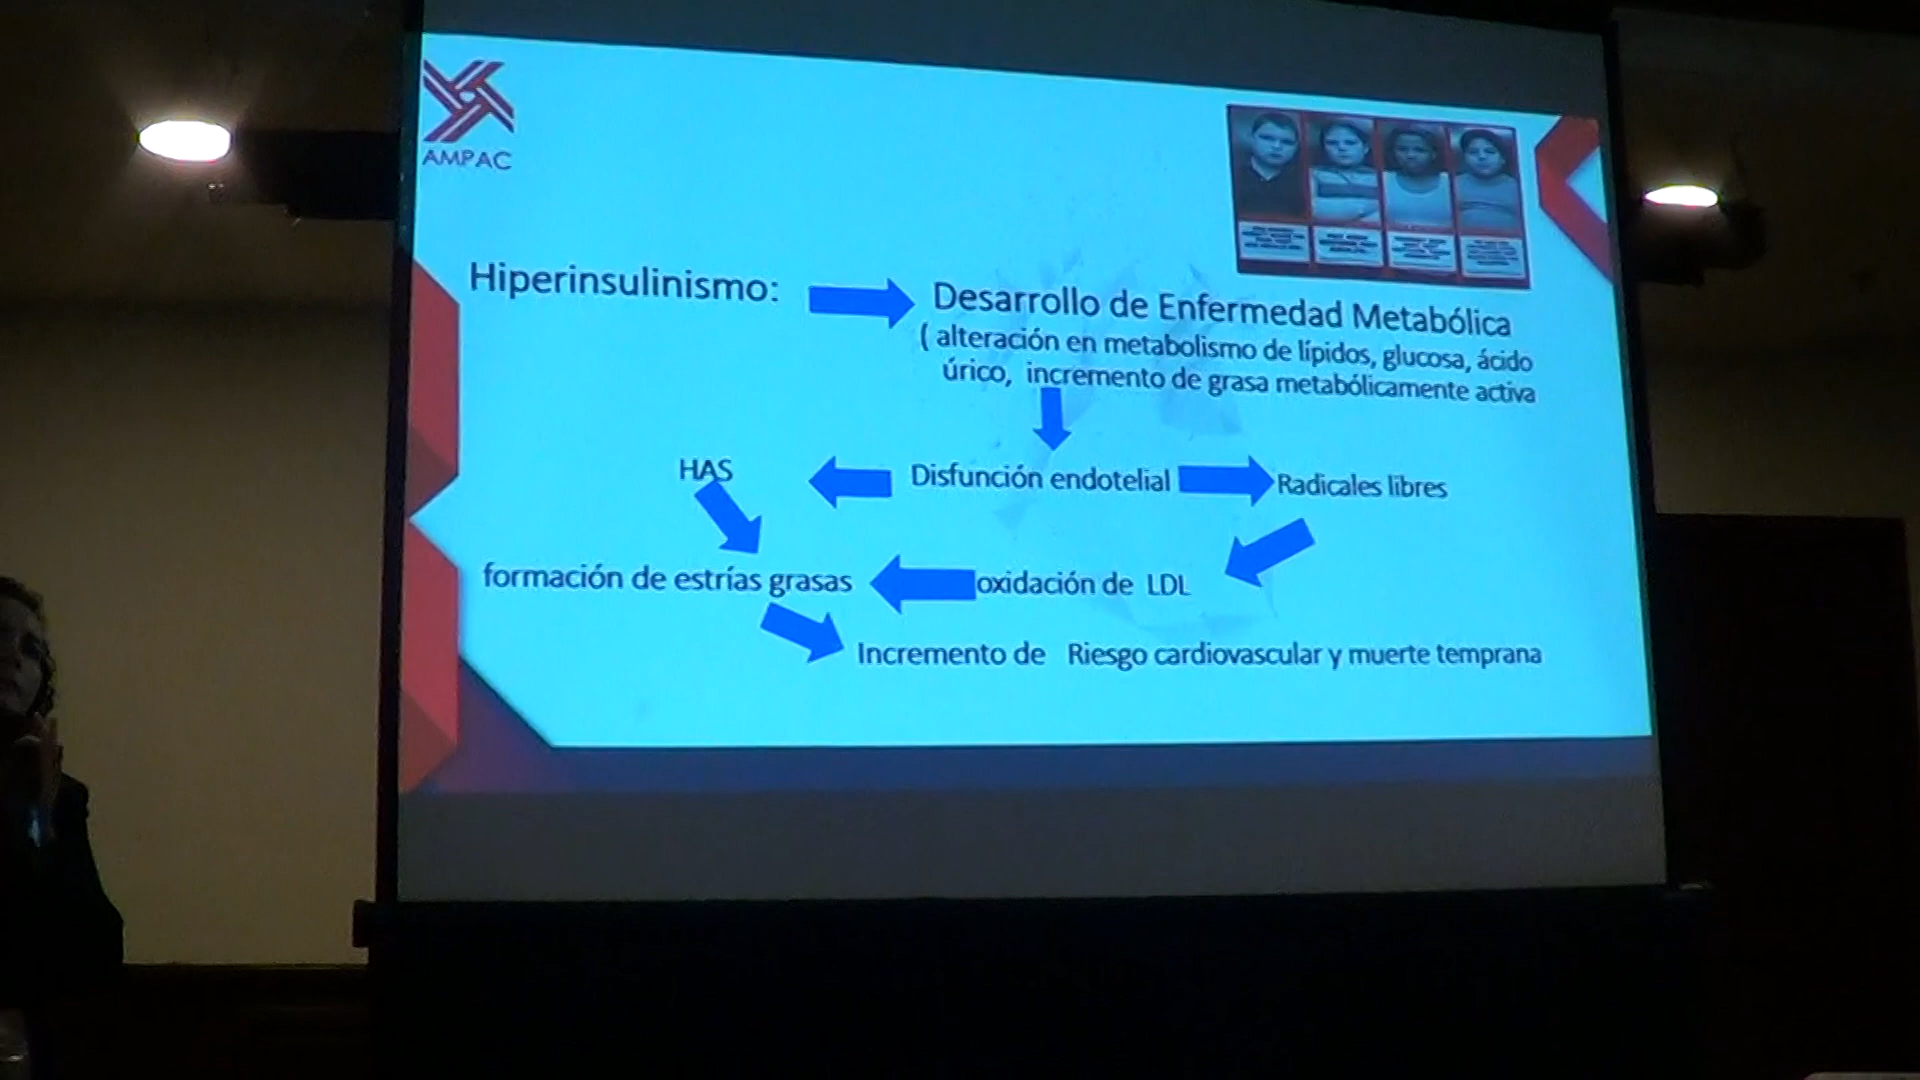 AMPAC
Hiperinsulinismo:
Desarrollo de Enfermedad Metabólica
( alteración en metabolismo de lípidos, glucosa, ácido
úrico, incremento de grasa metabólicamente activa
HAS
Disfunción endotelial
Radicales libres
formación de estrías grasas
oxidación de LDL
Incremento de Riesgo cardiovascular y muerte temprana